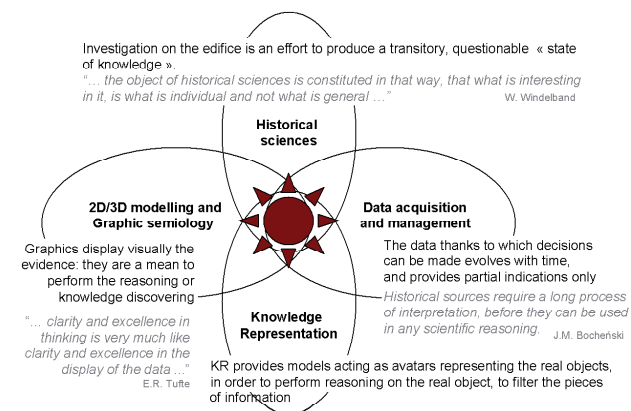 Investigation on the edifice is an effort to produce a transitory, questionable « state
of knowledge ».
“… the object of historical sciences is constituted in that way, that what is interesting
in it, is what is individual and not what is general …”
W. Windelband
Historical
sciences
2D/3D modelling and
Graphic semiology
Graphics display visually the
evidence: they are a mean to
perform the reasoning or
knowledge discovering
“… clarity and excellence in
thinking is very much like
clarity and excellence in the
display of the data …”
E.R. Tufte
Data acquisition
and management
The data thanks to which decisions
can be made evolves with time,
and provides partial indications only
Historical sources require a long process
of interpretation, before they can be used
in any scientific reasoning.
J.M. Bocheński
Knowledge
Representation
KR provides models acting as avatars representing the real objects,
in order to perform reasoning on the real object, to filter the pieces
of information